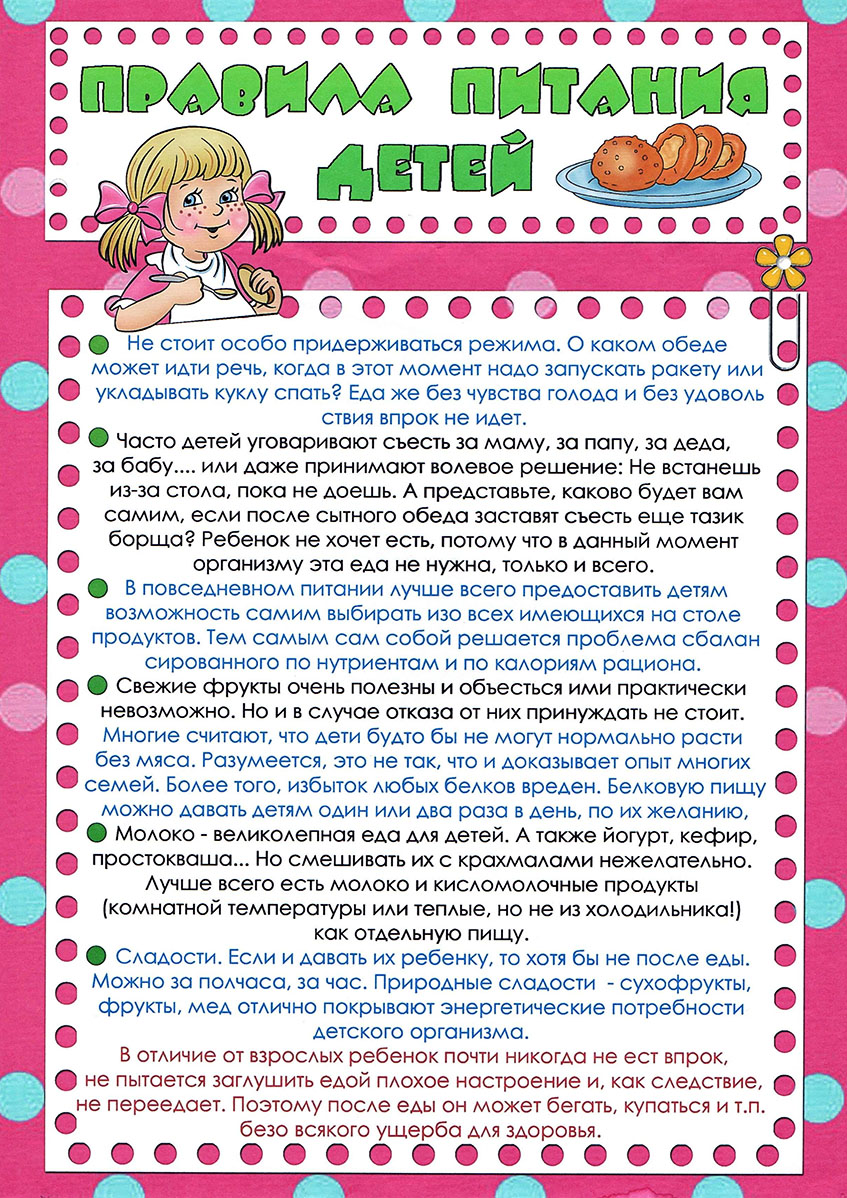 ПРАВИЛА ПИТАНИЯ
ДЕТЕЙ
Не стоит особо придерживаться режима. О каком обеде
может идти речь, когда в этот момент надо запускать ракету или
укладывать куклу спать? Еда же без чувства голода и без удоволь
ствия впрок не идет.
Часто детей уговаривают съесть за маму, за папу, за деда,
за бабу.... или даже принимают волевое решение: Не встанешь
из-за стола, пока не доешь. А представьте, каково будет вам
самим, если после сытного обеда заставят съесть еще тазик
борща? Ребенок не хочет есть, потому что в данный момент
организму эта еда не нужна, только и всего.
В повседневном питании лучше всего предоставить детям
возможность самим выбирать изо всех имеющихся на столе
продуктов. Тем самым сам собой решается проблема сбалан
сированного по нутриентам и по калориям рациона.
Свежие фрукты очень полезны и объесться ими практически
невозможно. Но и в случае отказа от них принуждать не стоит.
Многие считают, что дети будто бы не могут нормально расти
без мяса. Разумеется, это не так, что и доказывает опыт многих
семей. Более того, избыток любых белков вреден. Белковую пищу
можно давать детям один или два раза в день, по их желанию,
Молоко - великолепная еда для детей. А также йогурт, кефир,
простокваша... Но смешивать их с крахмалами нежелательно.
Лучше всего есть молоко и кисломолочные продукты
(комнатной температуры или теплые, но не из холодильника!)
как отдельную пищу.
Сладости. Если и давать их ребенку, то хотя бы не после еды.
Можно за полчаса, за час. Природные сладости - сухофрукты,
фрукты, мед отлично покрывают энергетические потребности
детского организма.
В отличие от взрослых ребенок почти никогда не ест впрок,
не пытается заглушить едой плохое настроение и, как следствие,
не переедает. Поэтому после еды он может бегать, купаться и т.п.
безо всякого ущерба для здоровья.